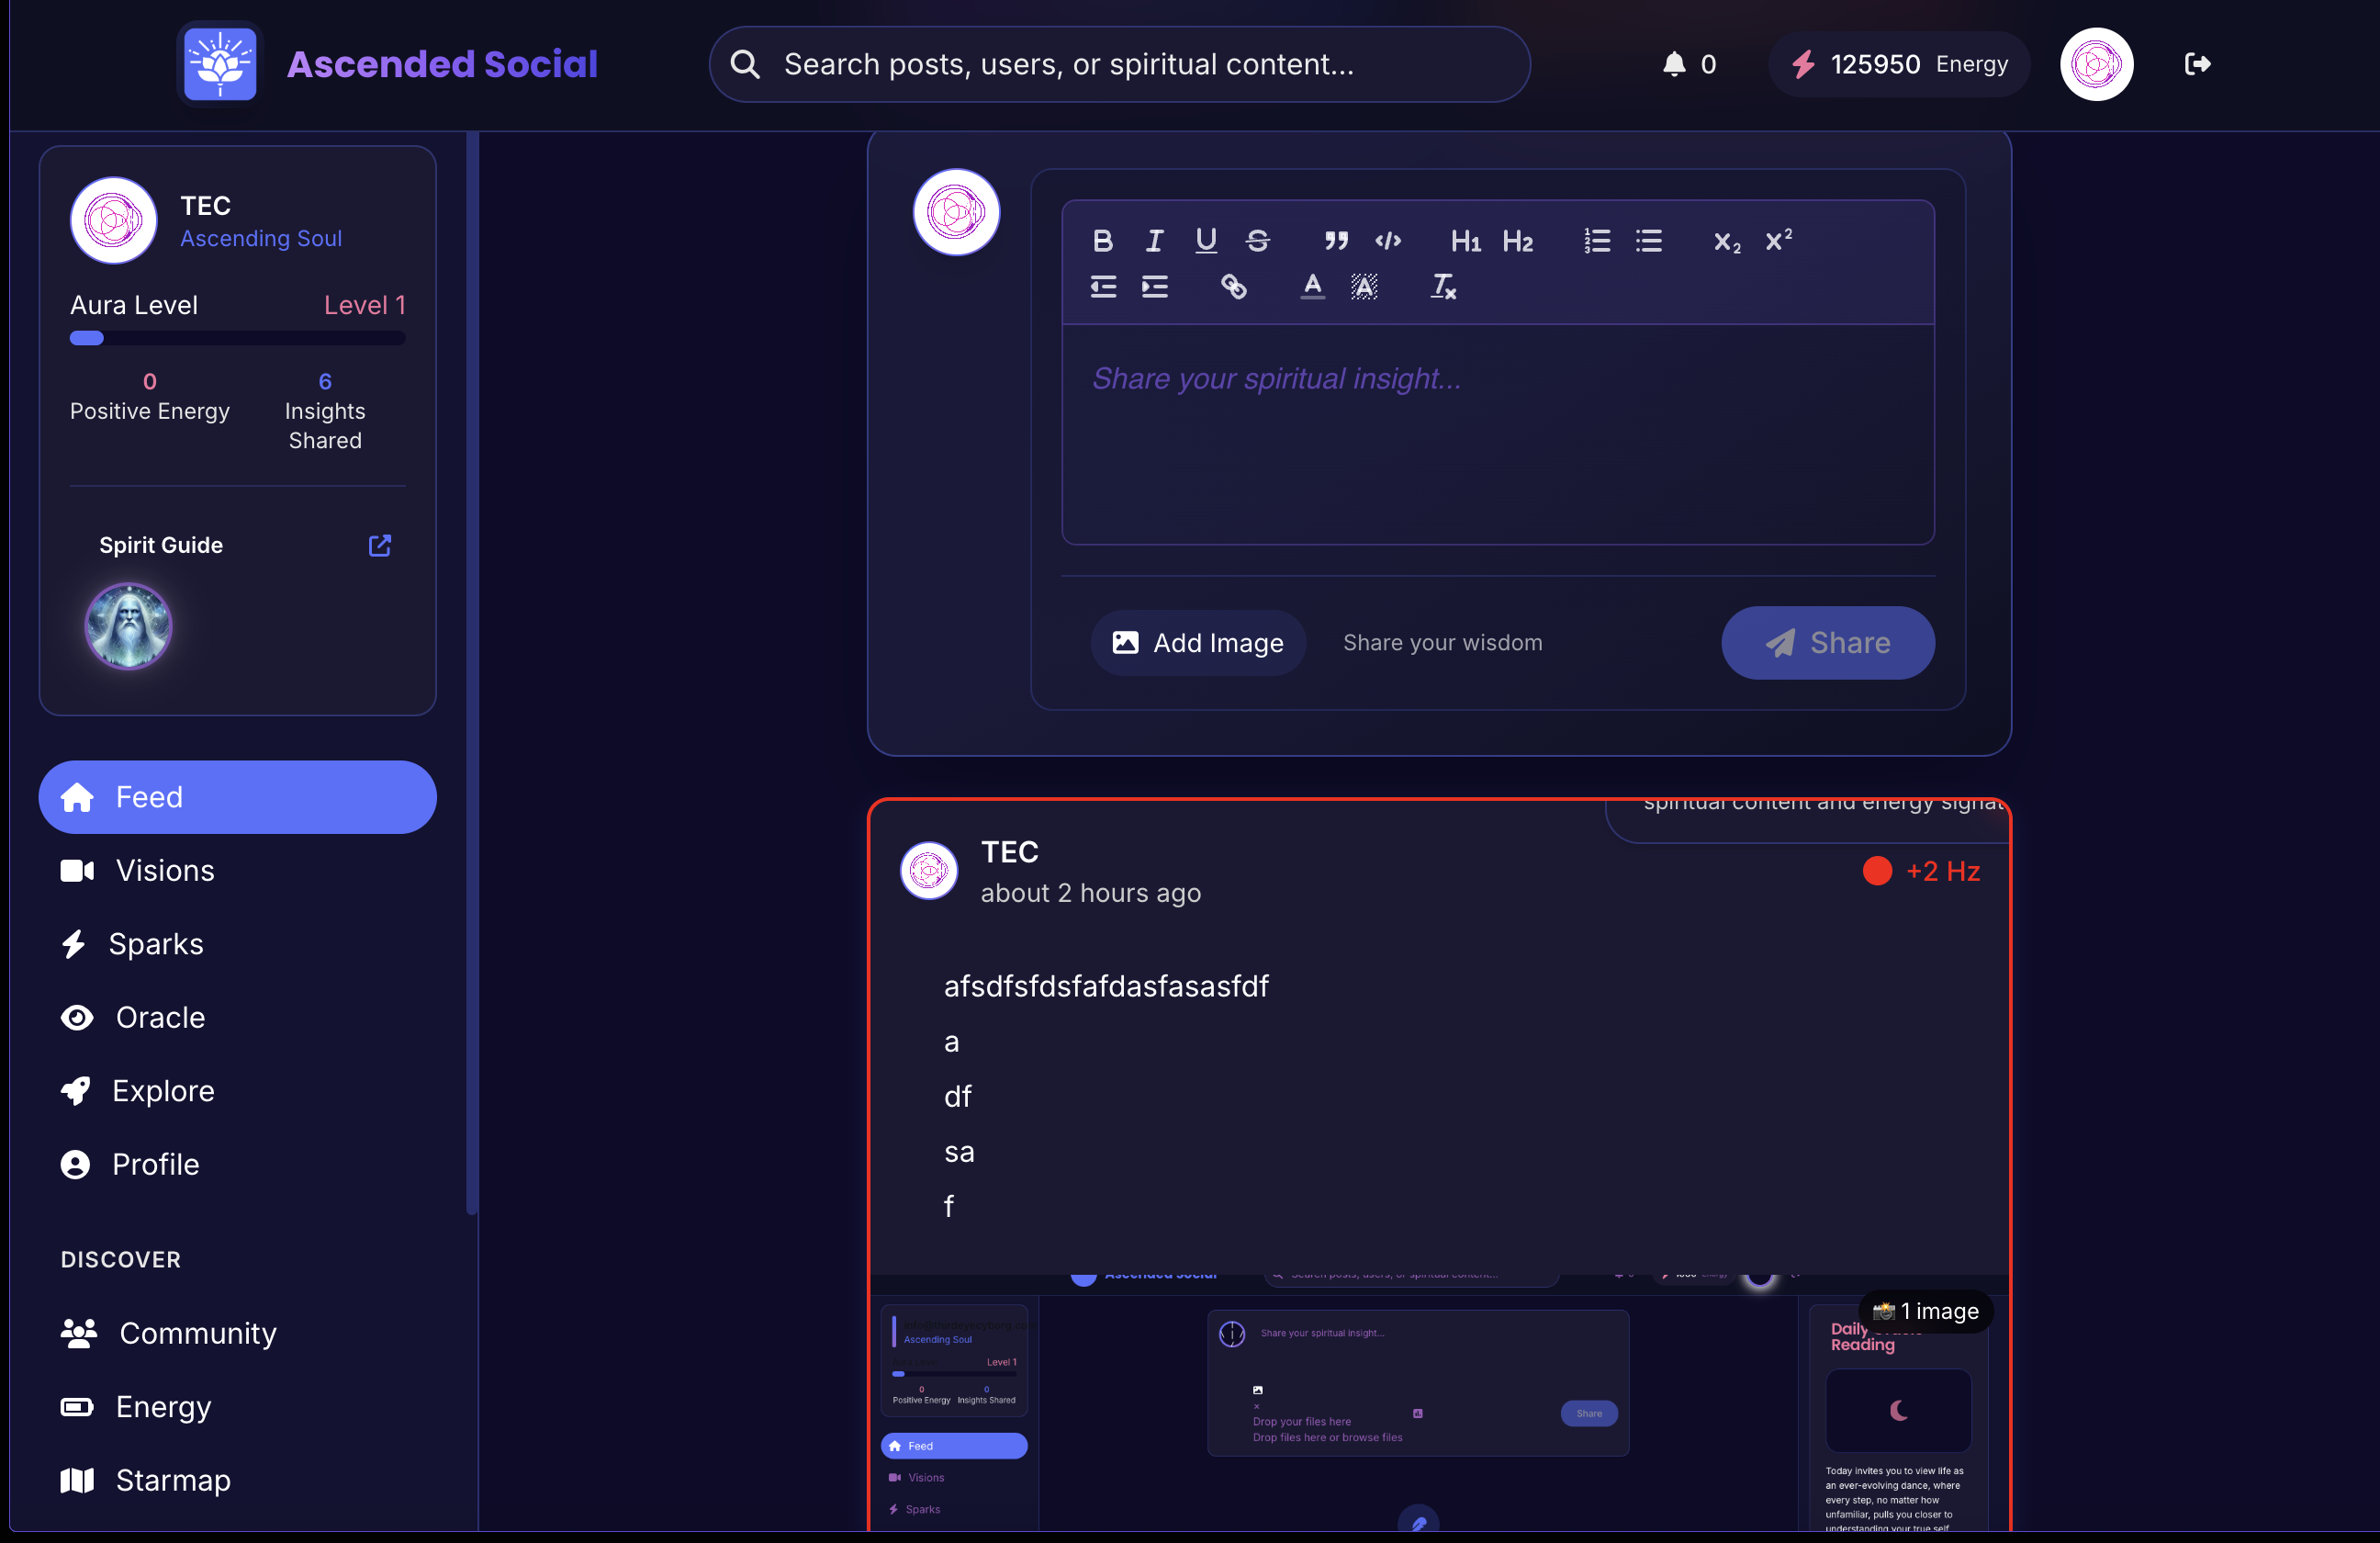 Ascended Social
Search posts, users, or spiritual content...
0
125950 Energy
TEC
Ascending Soul
Aura Level Level 1
0 6
Positive Energy Insights
Shared
Spirit Guide
Feed
Visions
Sparks
Oracle
Explore
Profile
DISCOVER
Community
Energy
Starmap
B I U S H1 H2 x2 x2
A A Tx
Share your spiritual insight...
Add Image Share your wisdom Share
spiritual content and energy signat
TEC
about 2 hours ago
+2 Hz
afsdfsfdsfafdasfasasfdf
a
df
sa
f
Ascended Social
Search posts, users, or spiritual content...
1 image
Ascending Soul
Level 1
0 0
Positive Energy Insights Shared
Feed
Visions
Sparks
Share your spiritual insight...
×
Drop your files here
Drop files here or browse files
Share
Daily
Reading
Today invites you to view life as
an ever-evolving dance, where
every step, no matter how
unfamiliar, pulls you closer to
understanding your true self